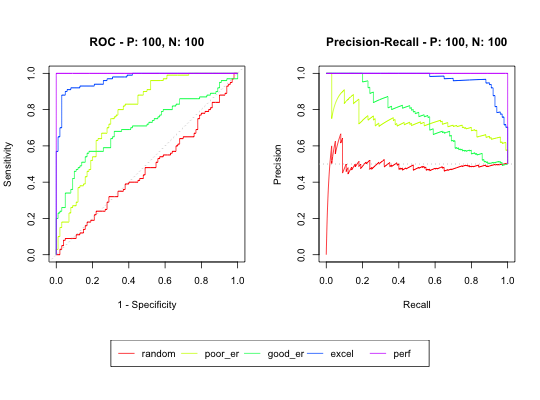 ROC - P: 100, N: 100
Sensitivity
0.0 0.2 0.4 0.6 0.8 1.0
0.0 0.2 0.4 0.6 0.8 1.0
1 - Specificity
Precision-Recall - P: 100, N: 100
Precision
0.0 0.2 0.4 0.6 0.8 1.0
0.0 0.2 0.4 0.6 0.8 1.0
Recall
random poor_er good_er excel perf